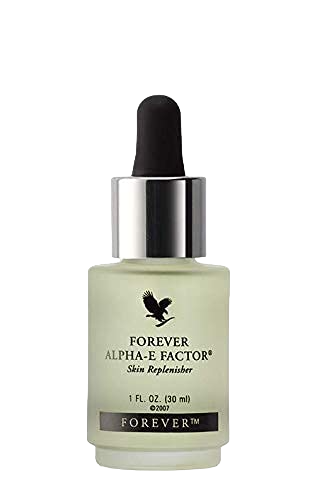 FOREVER
ALPHA-E FACTOR®
Skin Replenisher
1 FL. OZ. (30 ml)
©2007
FOREVER™